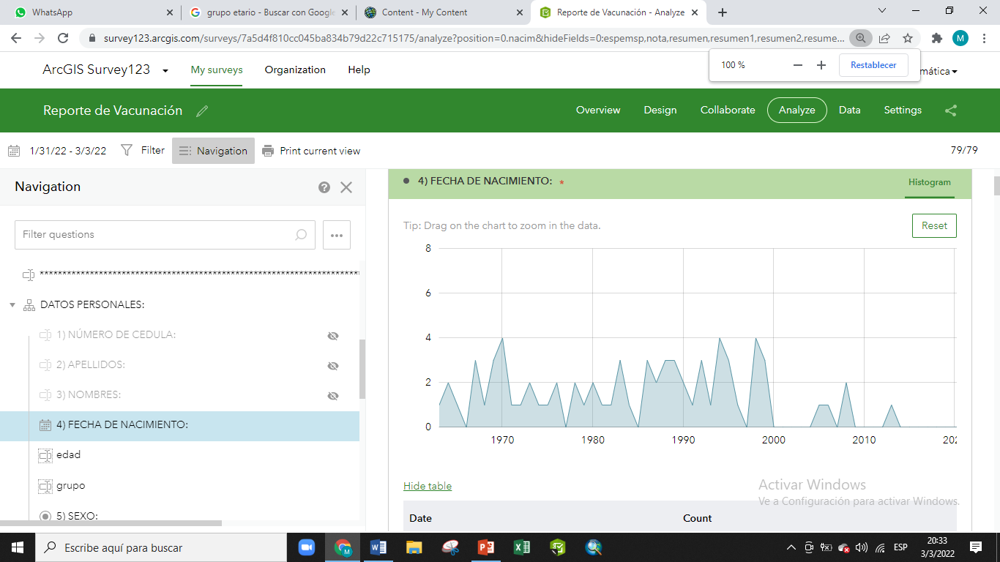 WhatsApp
grupo etario - Buscar con Google
Content - My Content
Reporte de Vacunación - Analyze
survey123.arcgis.com/surveys/7a5d4f810cc045ba834b79d22c715175/analyze?position=0.nacim&hideFields=0:espemsp,nota,resumen,resumen1,resumen2,resume...
M
100 %
Restablecer
ArcGIS Survey123
My surveys
Organization
Help
mática
Reporte de Vacunación
Overview
Design
Collaborate
Analyze
Data
Settings
1/31/22 - 3/3/22
Filter
Navigation
Print current view
79/79
Navigation
Filter questions
DATOS PERSONALES:
1) NÚMERO DE CEDULA:
2) APELLIDOS:
3) NOMBRES:
4) FECHA DE NACIMIENTO:
edad
grupo
5) SEXO:
4) FECHA DE NACIMIENTO: *
Histogram
Tip: Drag on the chart to zoom in the data.
Reset
8
6
4
2
0
1970
1980
1990
2000
2010
202
Hide table
Date
Count
Activar Windows
Ve a Configuración para activar Windows.
Escribe aquí para buscar
ESP
20:33
3/3/2022